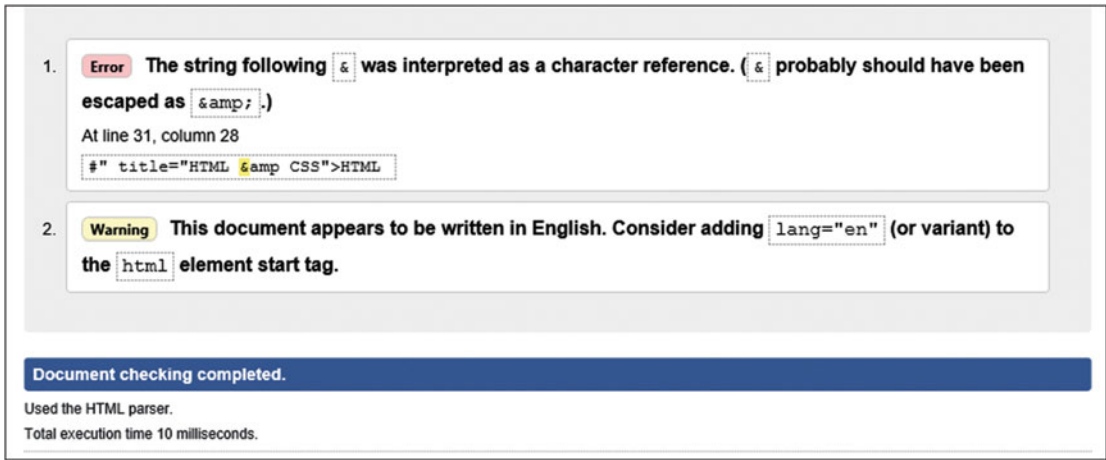 1. Error The string following & was interpreted as a character reference. (& probably should have been
escaped as &amp;.)
At line 31, column 28
#" title="HTML &amp CSS">HTML
2. Warning This document appears to be written in English. Consider adding lang="en" (or variant) to
the html element start tag.
Document checking completed.
Used the HTML parser.
Total execution time 10 milliseconds.